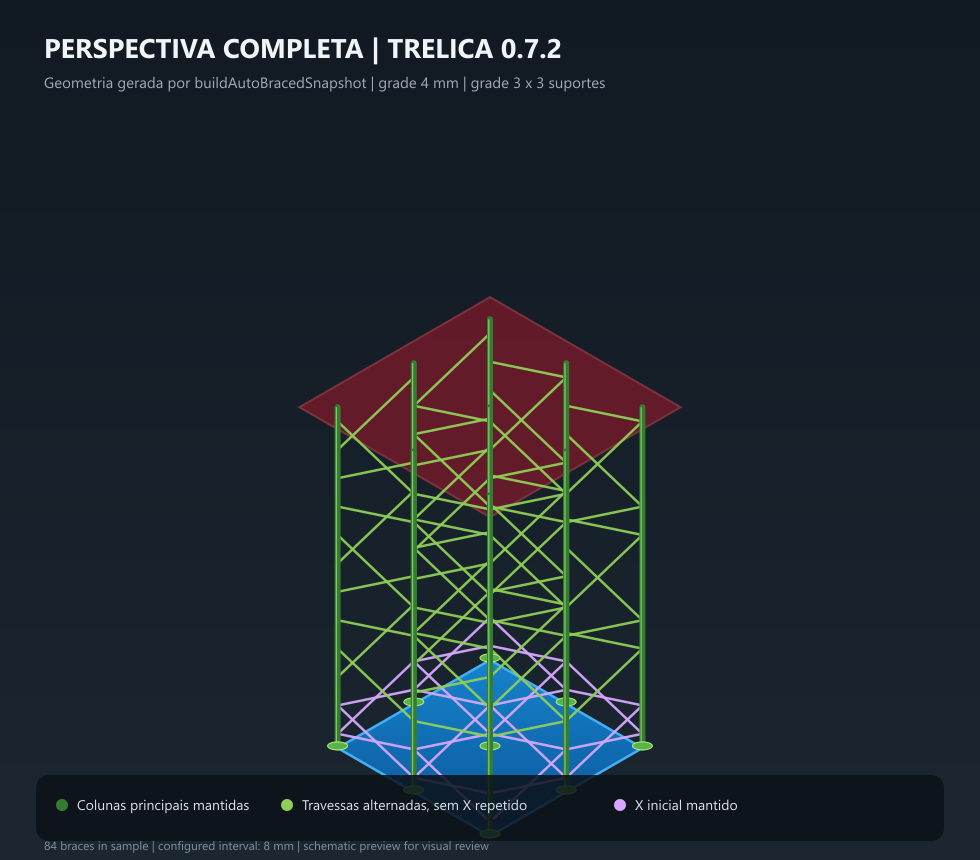 PERSPECTIVA COMPLETA | TRELICA 0.7.2
Geometria gerada por buildAutoBracedSnapshot | grade 4 mm | grade 3 x 3 suportes
Colunas principais mantidas
Travessas alternadas, sem X repetido
X inicial mantido
84 braces in sample | configured interval: 8 mm | schematic preview for visual review